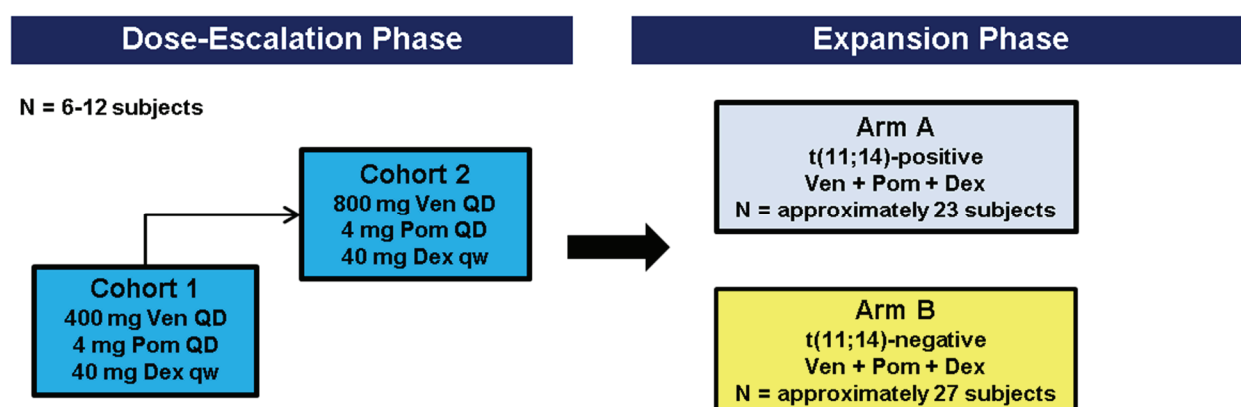 Dose-Escalation Phase
N = 6-12 subjects
Cohort 1
400 mg Ven QD
4 mg Pom QD
40 mg Dex qw
Cohort 2
800 mg Ven QD
4 mg Pom QD
40 mg Dex qw
Expansion Phase
Arm A
t(11;14)-positive
Ven + Pom + Dex
N = approximately 23 subjects
Arm B
t(11;14)-negative
Ven + Pom + Dex
N = approximately 27 subjects